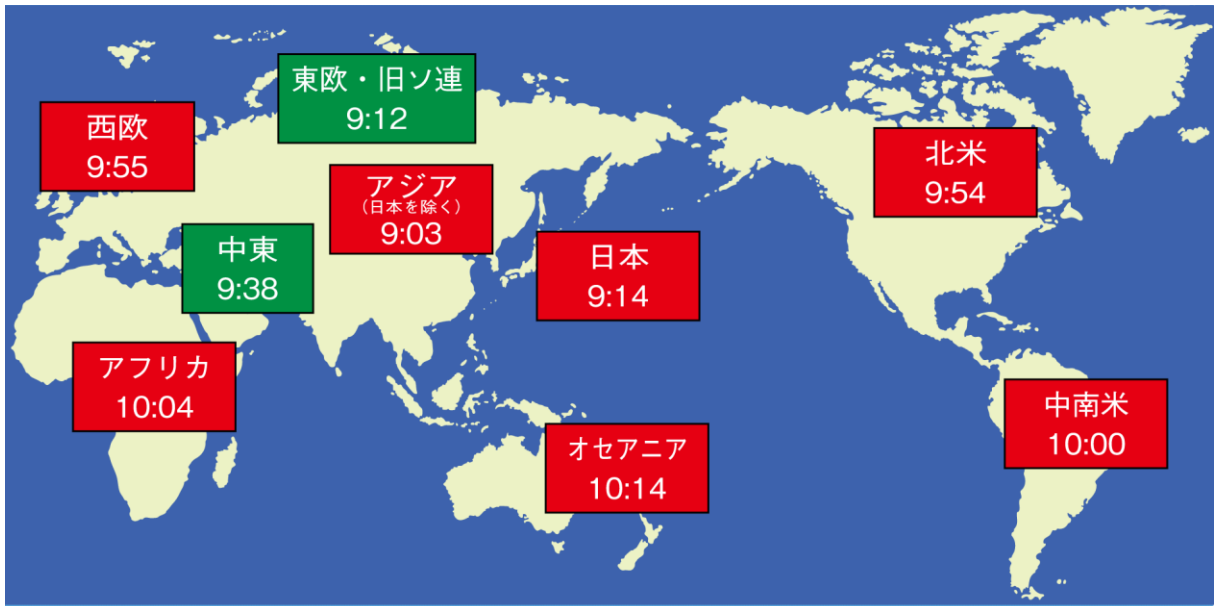 東欧・旧ソ連
9:12
西欧
9:55
北米
9:54
アジア
（日本を除く）
9:03
中東
9:38
日本
9:14
アフリカ
10:04
中南米
10:00
オセアニア
10:14